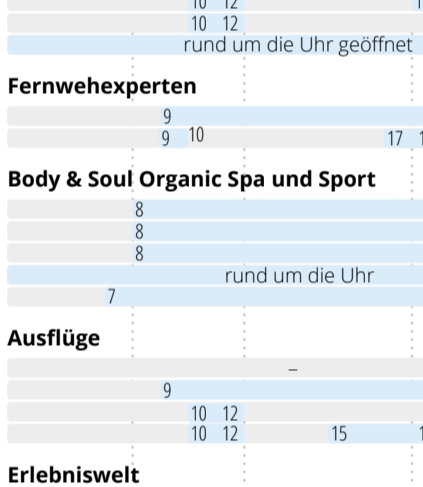 10 12
10 12
rund um die Uhr geöffnet
Fernwehexperten
9
9 10 17
Body & Soul Organic Spa und Sport
8
8
8
rund um die Uhr
7
Ausflüge
–
9
10 12
10 12 15
Erlebniswelt